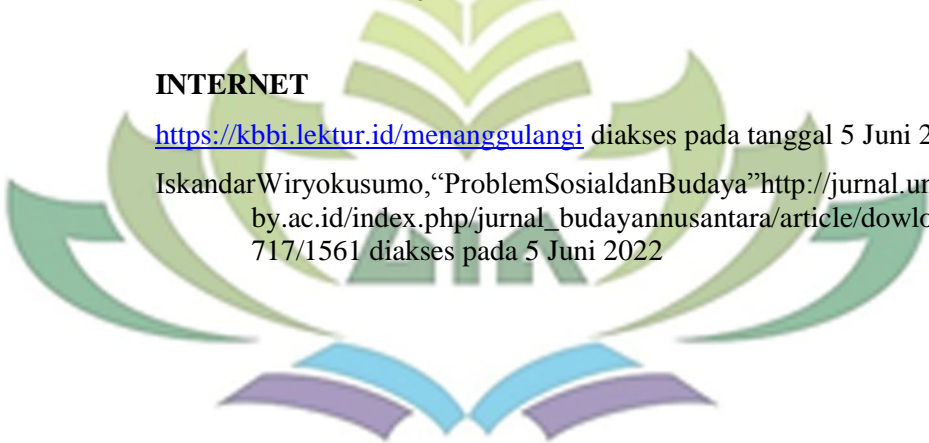 INTERNET
https://kbbi.lektur.id/menanggulangi diakses pada tanggal 5 Juni 2
IskandarWiryokusumo,“ProblemSosialdanBudaya”http://jurnal.un
by.ac.id/index.php/jurnal_budayannusantara/article/dowlo
717/1561 diakses pada 5 Juni 2022